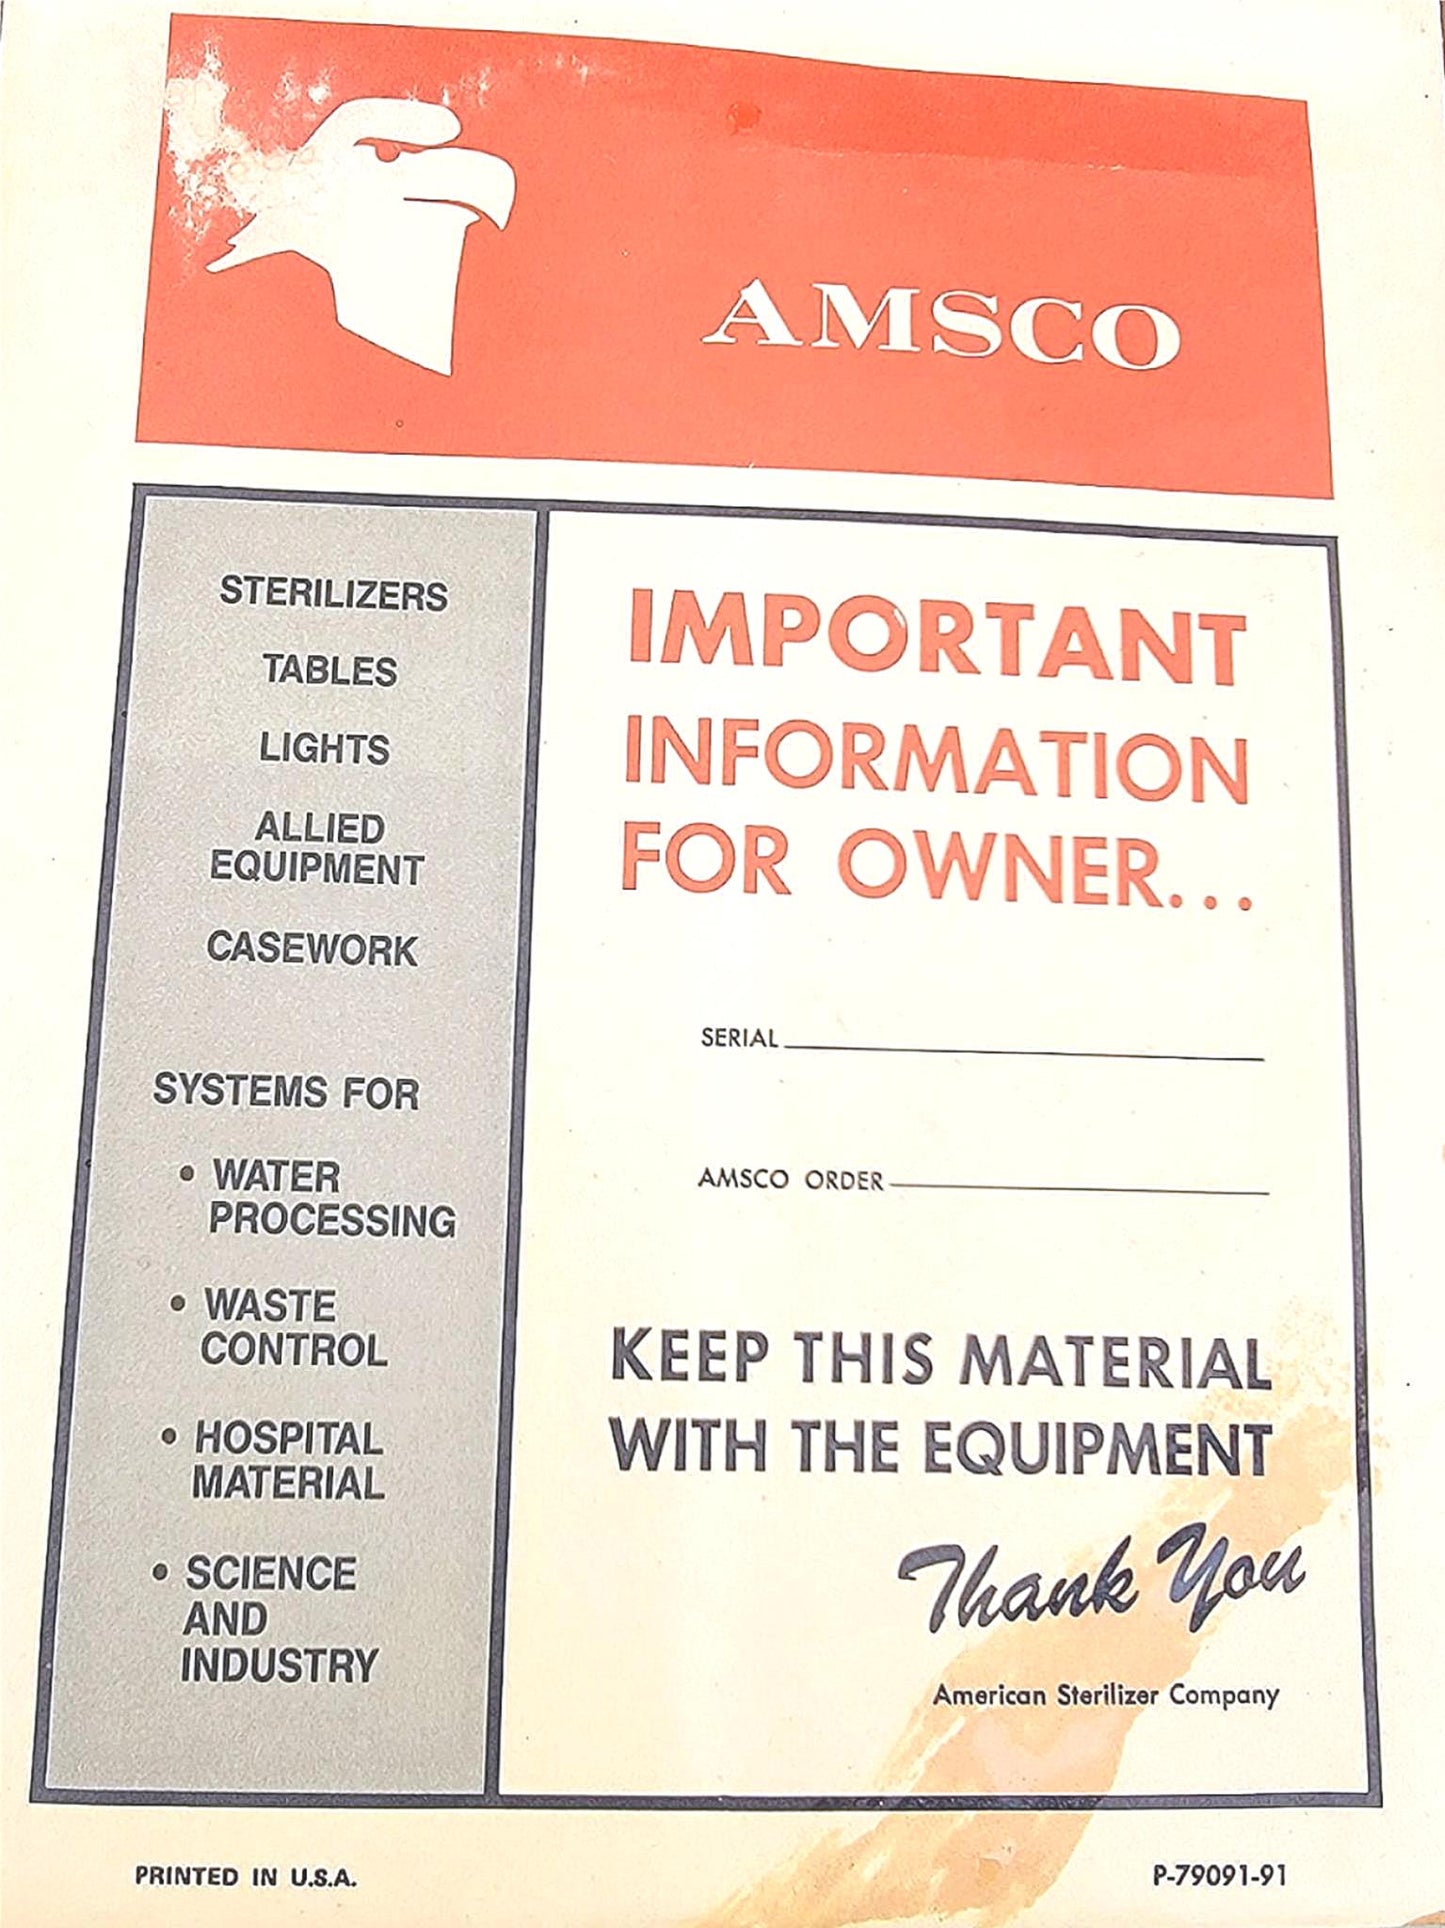 AMSCO
STERILIZERS
TABLES
LIGHTS
ALLIED
EQUIPMENT
CASEWORK
SYSTEMS FOR
• WATER
PROCESSING
• WASTE
CONTROL
• HOSPITAL
MATERIAL
• SCIENCE
AND
INDUSTRY
IMPORTANT
INFORMATION
FOR OWNER...
SERIAL
AMSCO ORDER
KEEP THIS MATERIAL
WITH THE EQUIPMENT
Thank You
American Sterilizer Company
PRINTED IN U.S.A.
P-79091-91